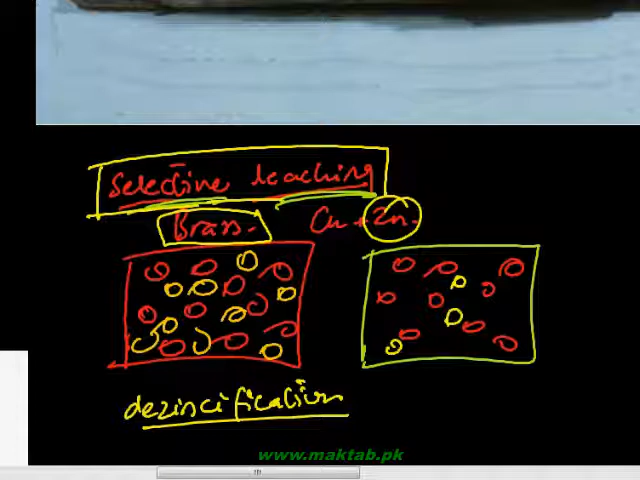 Selective leaching
Brass. Cu + Zn.
dezincification
www.maktab.pk